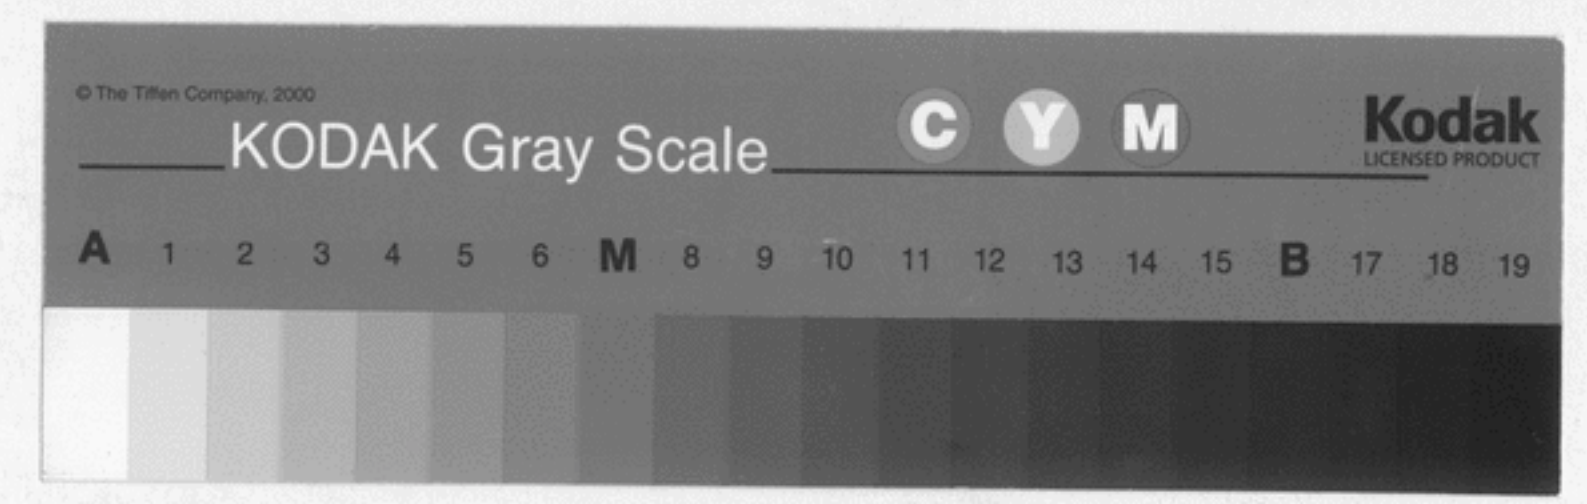 © The Tiffen Company, 2000
KODAK Gray Scale
C Y M
Kodak
LICENSED PRODUCT
A 1 2 3 4 5 6 M 8 9 10 11 12 13 14 15 B 17 18 19